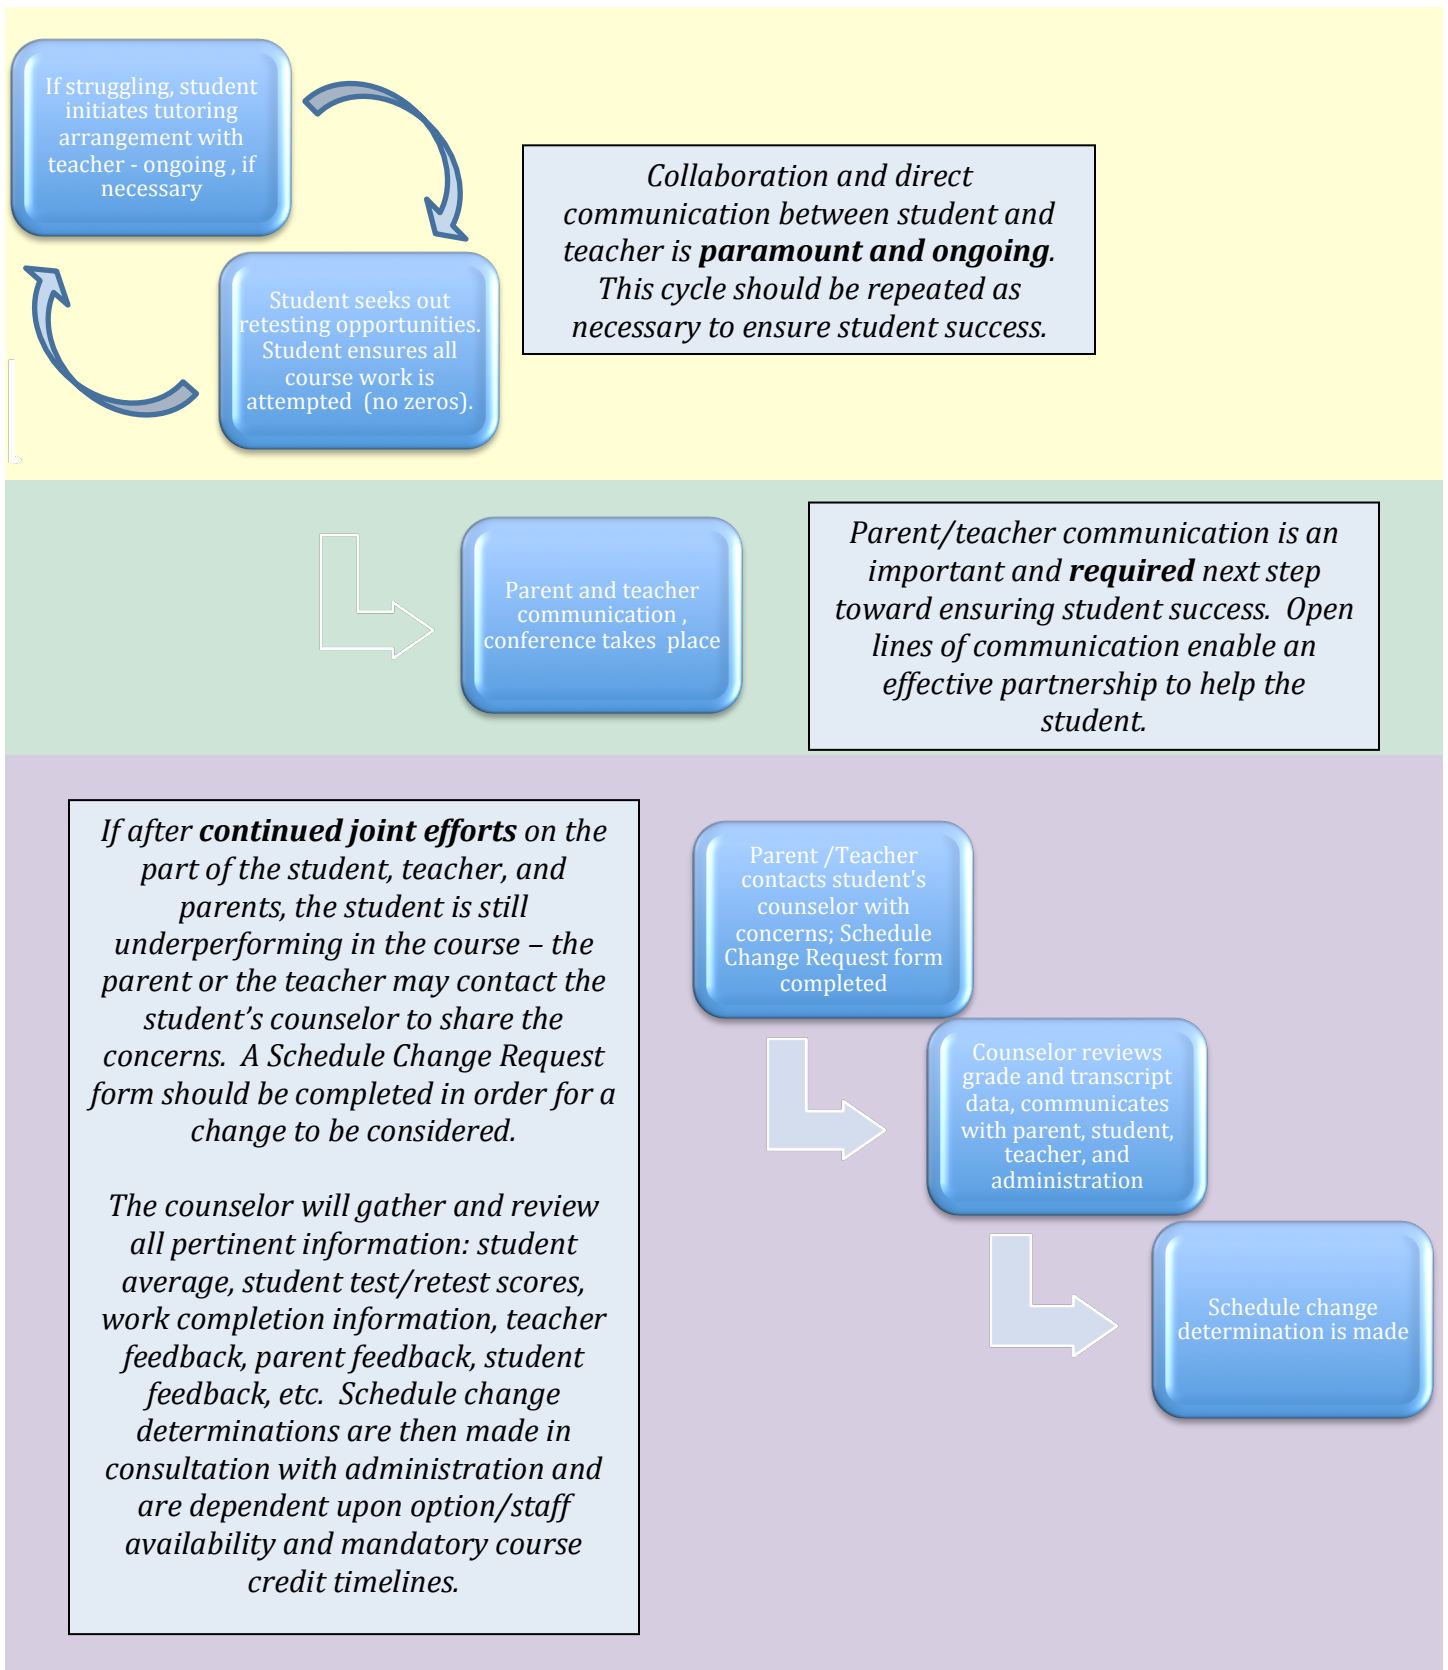 If struggling, student
initiates tutoring
arrangement with
teacher - ongoing , if
necessary
Student seeks out
retesting opportunities.
Student ensures all
course work is
attempted  (no zeros).
Collaboration and direct
communication between student and
teacher is paramount and ongoing.
This cycle should be repeated as
necessary to ensure student success.
Parent and teacher
communication ,
conference takes  place
Parent/teacher communication is an
important and required next step
toward ensuring student success.  Open
lines of communication enable an
effective partnership to help the
student.
If after continued joint efforts on the
part of the student, teacher, and
parents, the student is still
underperforming in the course – the
parent or the teacher may contact the
student’s counselor to share the
concerns.  A Schedule Change Request
form should be completed in order for a
change to be considered.
The counselor will gather and review
all pertinent information: student
average, student test/retest scores,
work completion information, teacher
feedback, parent feedback, student
feedback, etc.  Schedule change
determinations are then made in
consultation with administration and
are dependent upon option/staff
availability and mandatory course
credit timelines.
Parent /Teacher
contacts student's
counselor with
concerns; Schedule
Change Request form
completed
Counselor reviews
grade and transcript
data, communicates
with parent, student,
teacher, and
administration
Schedule change
determination is made